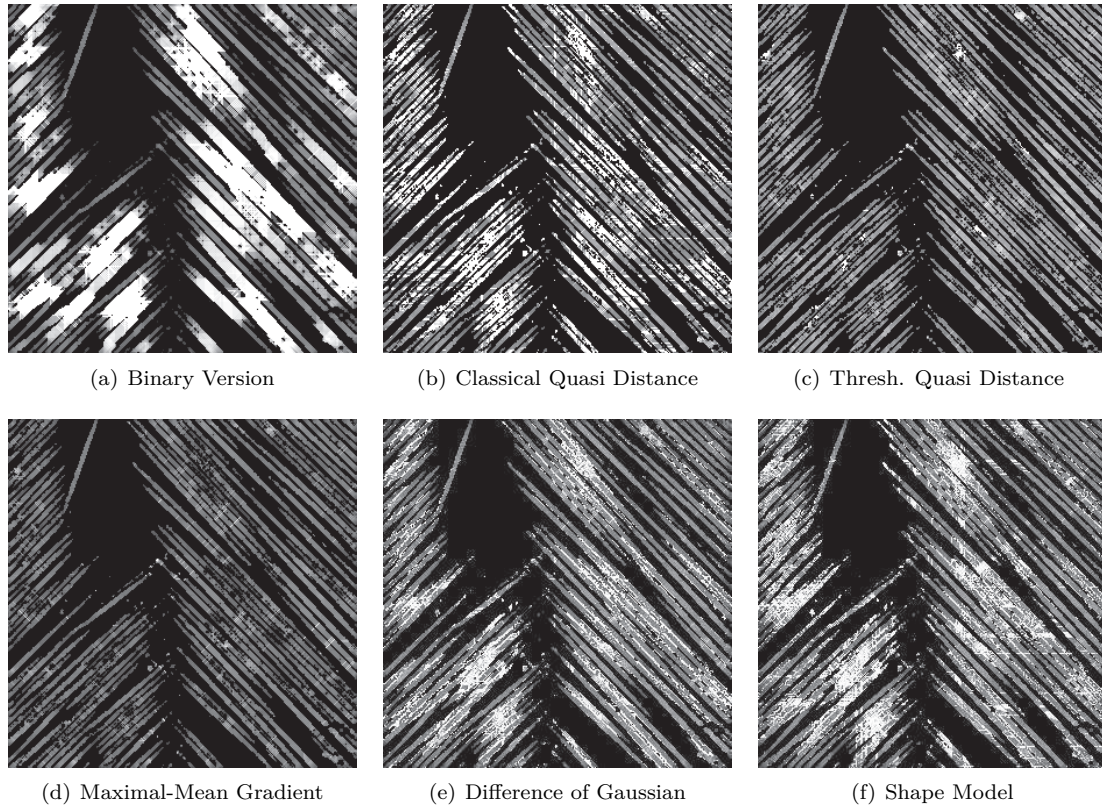 (a) Binary Version
(b) Classical Quasi Distance
(c) Thresh. Quasi Distance
(d) Maximal-Mean Gradient
(e) Difference of Gaussian
(f) Shape Model